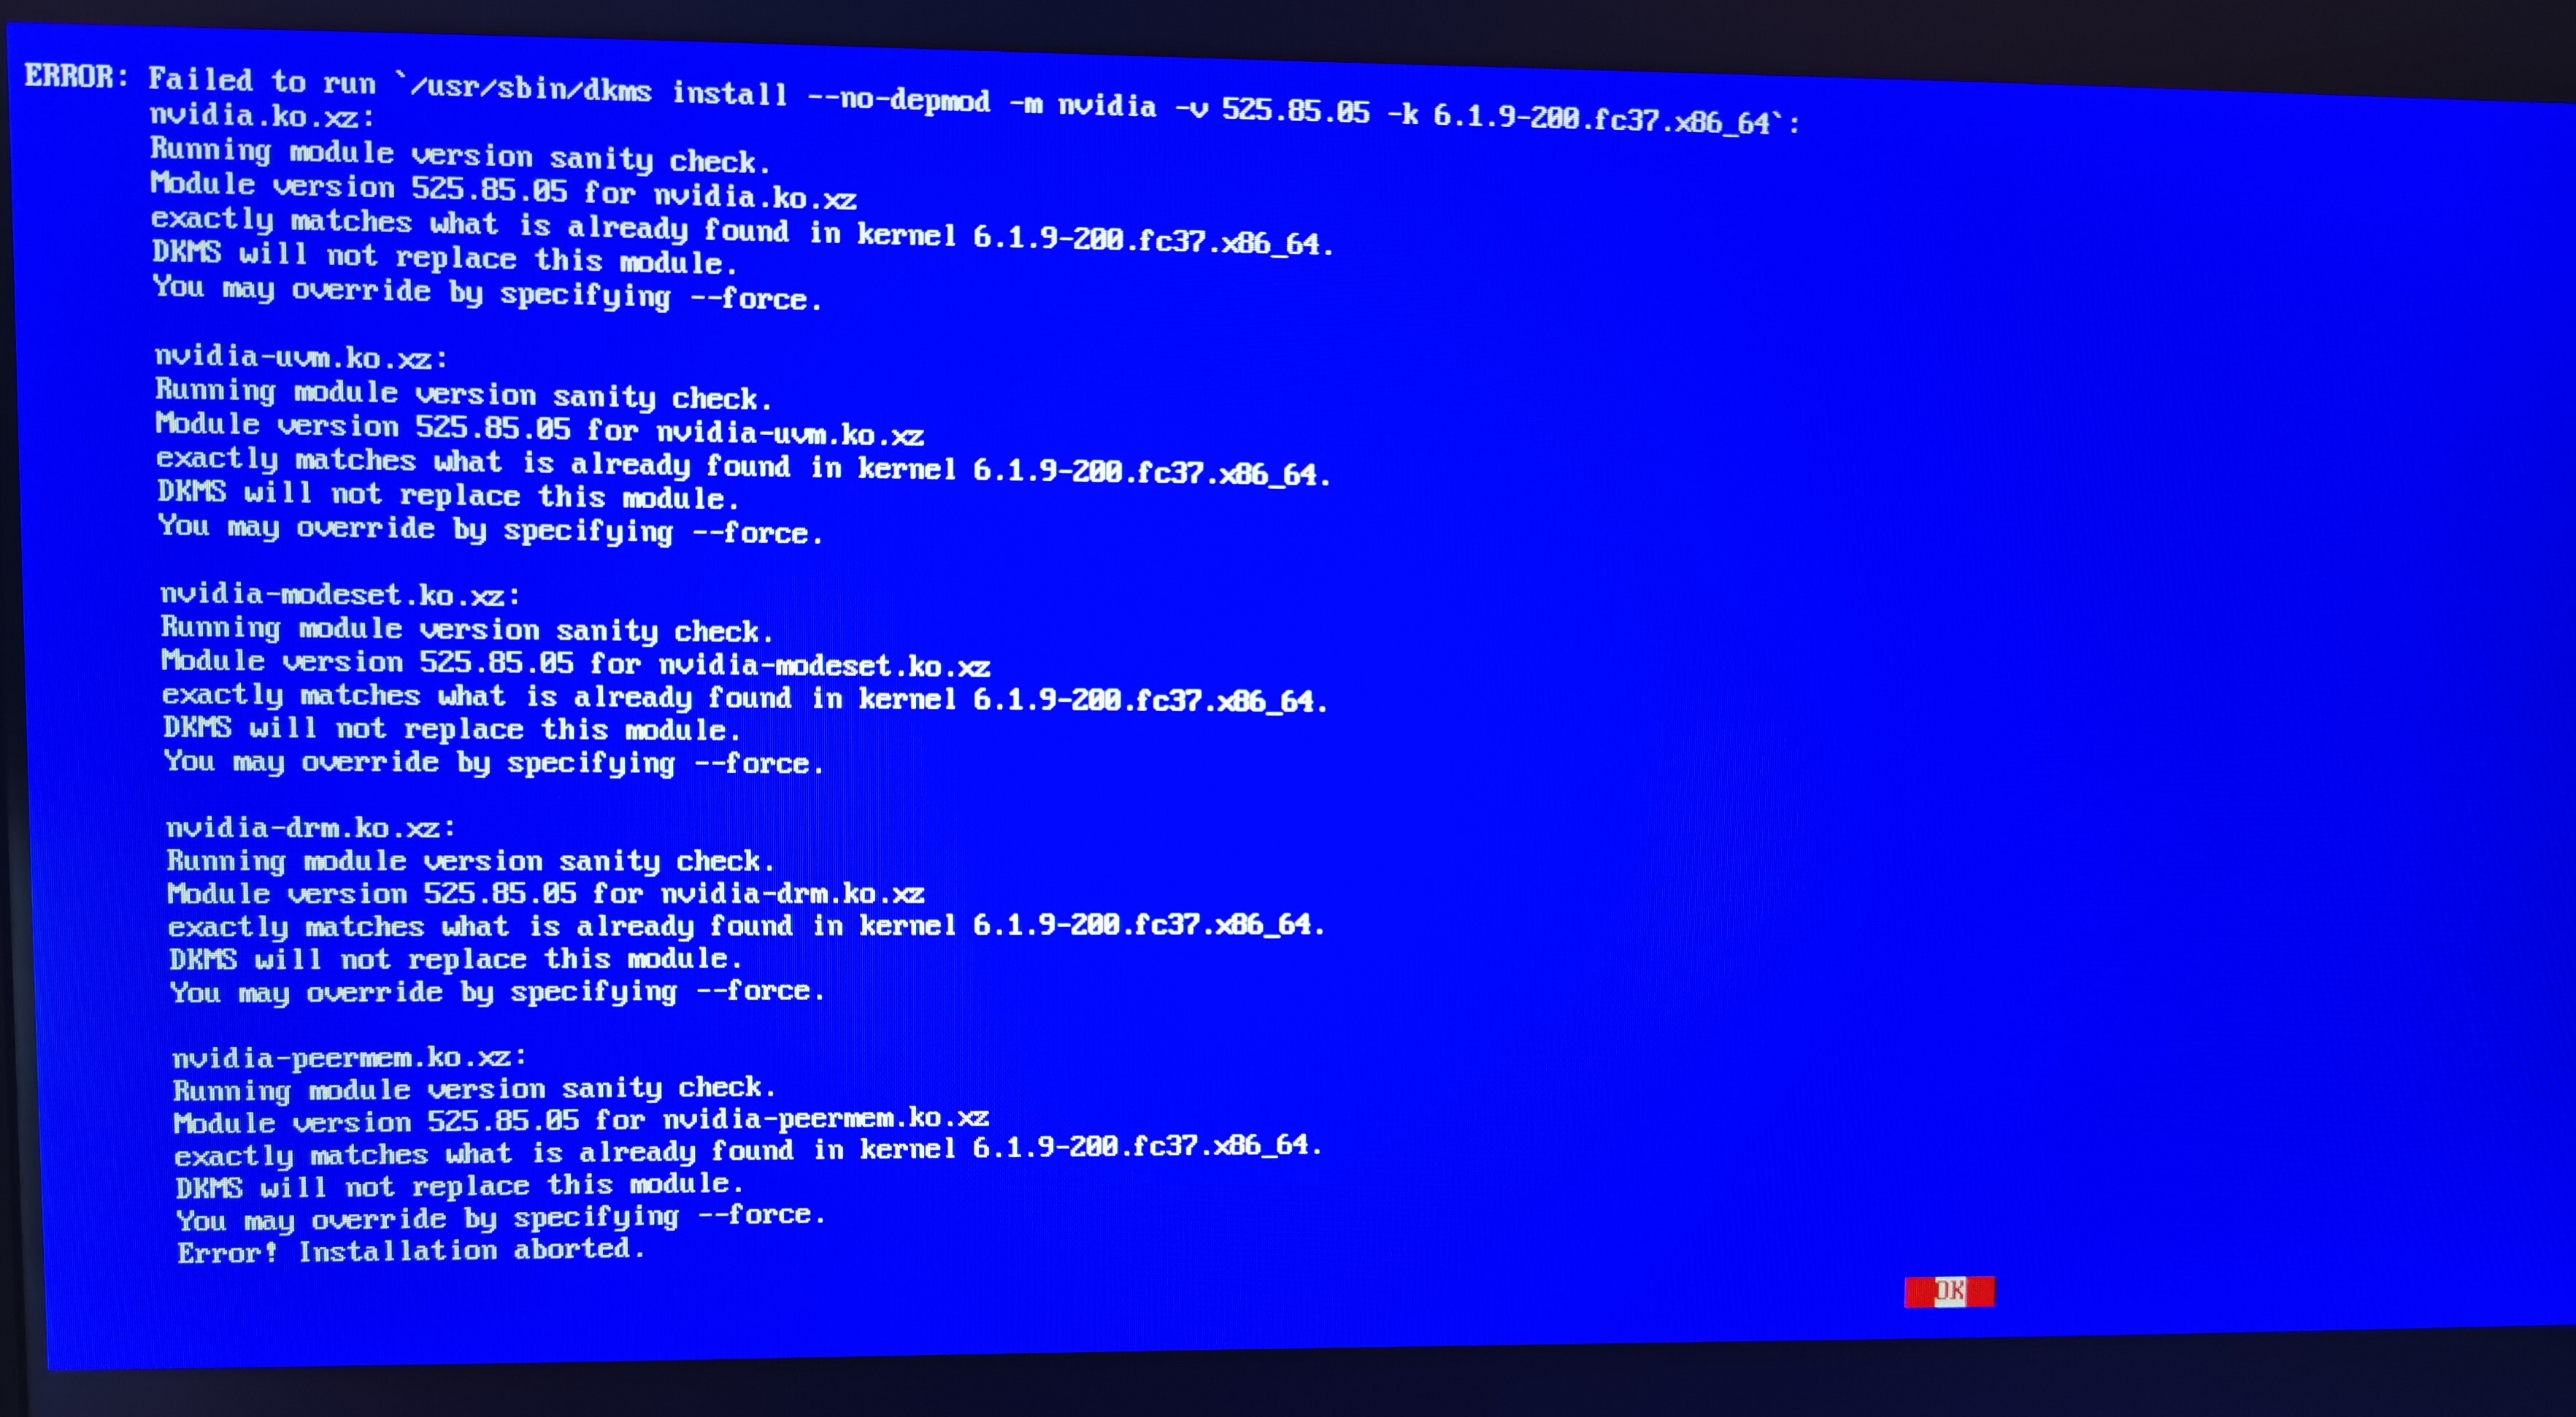 ERROR: Failed to run `/usr/sbin/dkms install --no-depmod -m nvidia -v 525.85.05 -k 6.1.9-200.fc37.x86_64`:
nvidia.ko.xz:
Running module version sanity check.
Module version 525.85.05 for nvidia.ko.xz
exactly matches what is already found in kernel 6.1.9-200.fc37.x86_64.
DKMS will not replace this module.
You may override by specifying --force.
nvidia-uvm.ko.xz:
Running module version sanity check.
Module version 525.85.05 for nvidia-uvm.ko.xz
exactly matches what is already found in kernel 6.1.9-200.fc37.x86_64.
DKMS will not replace this module.
You may override by specifying --force.
nvidia-modeset.ko.xz:
Running module version sanity check.
Module version 525.85.05 for nvidia-modeset.ko.xz
exactly matches what is already found in kernel 6.1.9-200.fc37.x86_64.
DKMS will not replace this module.
You may override by specifying --force.
nvidia-drm.ko.xz:
Running module version sanity check.
Module version 525.85.05 for nvidia-drm.ko.xz
exactly matches what is already found in kernel 6.1.9-200.fc37.x86_64.
DKMS will not replace this module.
You may override by specifying --force.
nvidia-peermem.ko.xz:
Running module version sanity check.
Module version 525.85.05 for nvidia-peermem.ko.xz
exactly matches what is already found in kernel 6.1.9-200.fc37.x86_64.
DKMS will not replace this module.
You may override by specifying --force.
Error! Installation aborted.
OK